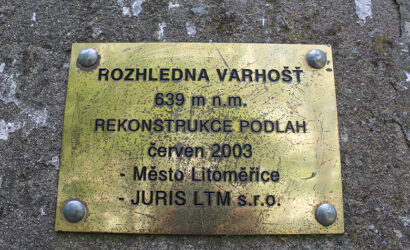 ROZHLEDNA VARHOŠŤ
639 m n.m.
REKONSTRUKCE PODLAH
červen 2003
- Město Litoměřice
- JURIS LTM s.r.o.